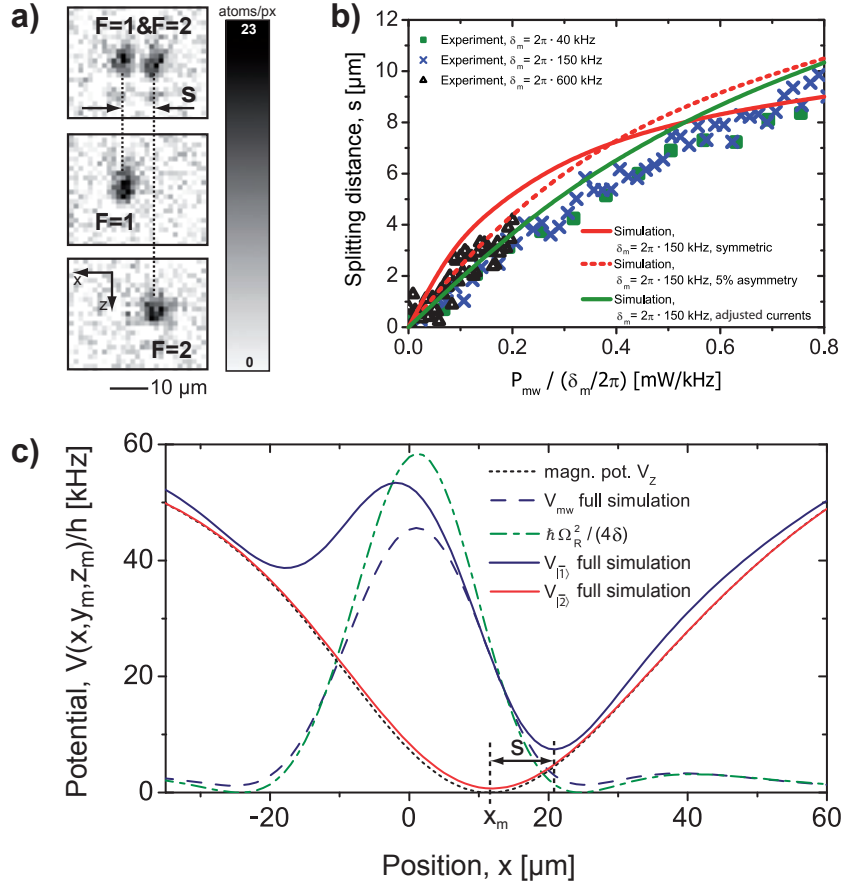 a)
atoms/px
23
F=1&F=2
s
F=1
x
z
F=2
0
10 µm
b)
Splitting distance, s [µm]
12
10
8
6
4
2
0
Experiment, δm = 2π · 40 kHz
Experiment, δm = 2π · 150 kHz
Experiment, δm = 2π · 600 kHz
Simulation,
δm = 2π · 150 kHz, symmetric
Simulation,
δm = 2π · 150 kHz, 5% asymmetry
Simulation,
δm = 2π · 150 kHz, adjusted currents
0.0 0.2 0.4 0.6 0.8
Pmw / (δm/2π) [mW/kHz]
c)
Potential, V(x,ym,zm)/h [kHz]
60
40
20
0
magn. pot. VZ
Vmw full simulation
ħ ΩR² / (4δ)
V|1̄⟩ full simulation
V|2̄⟩ full simulation
s
-20 0 xm 20 40 60
Position, x [µm]